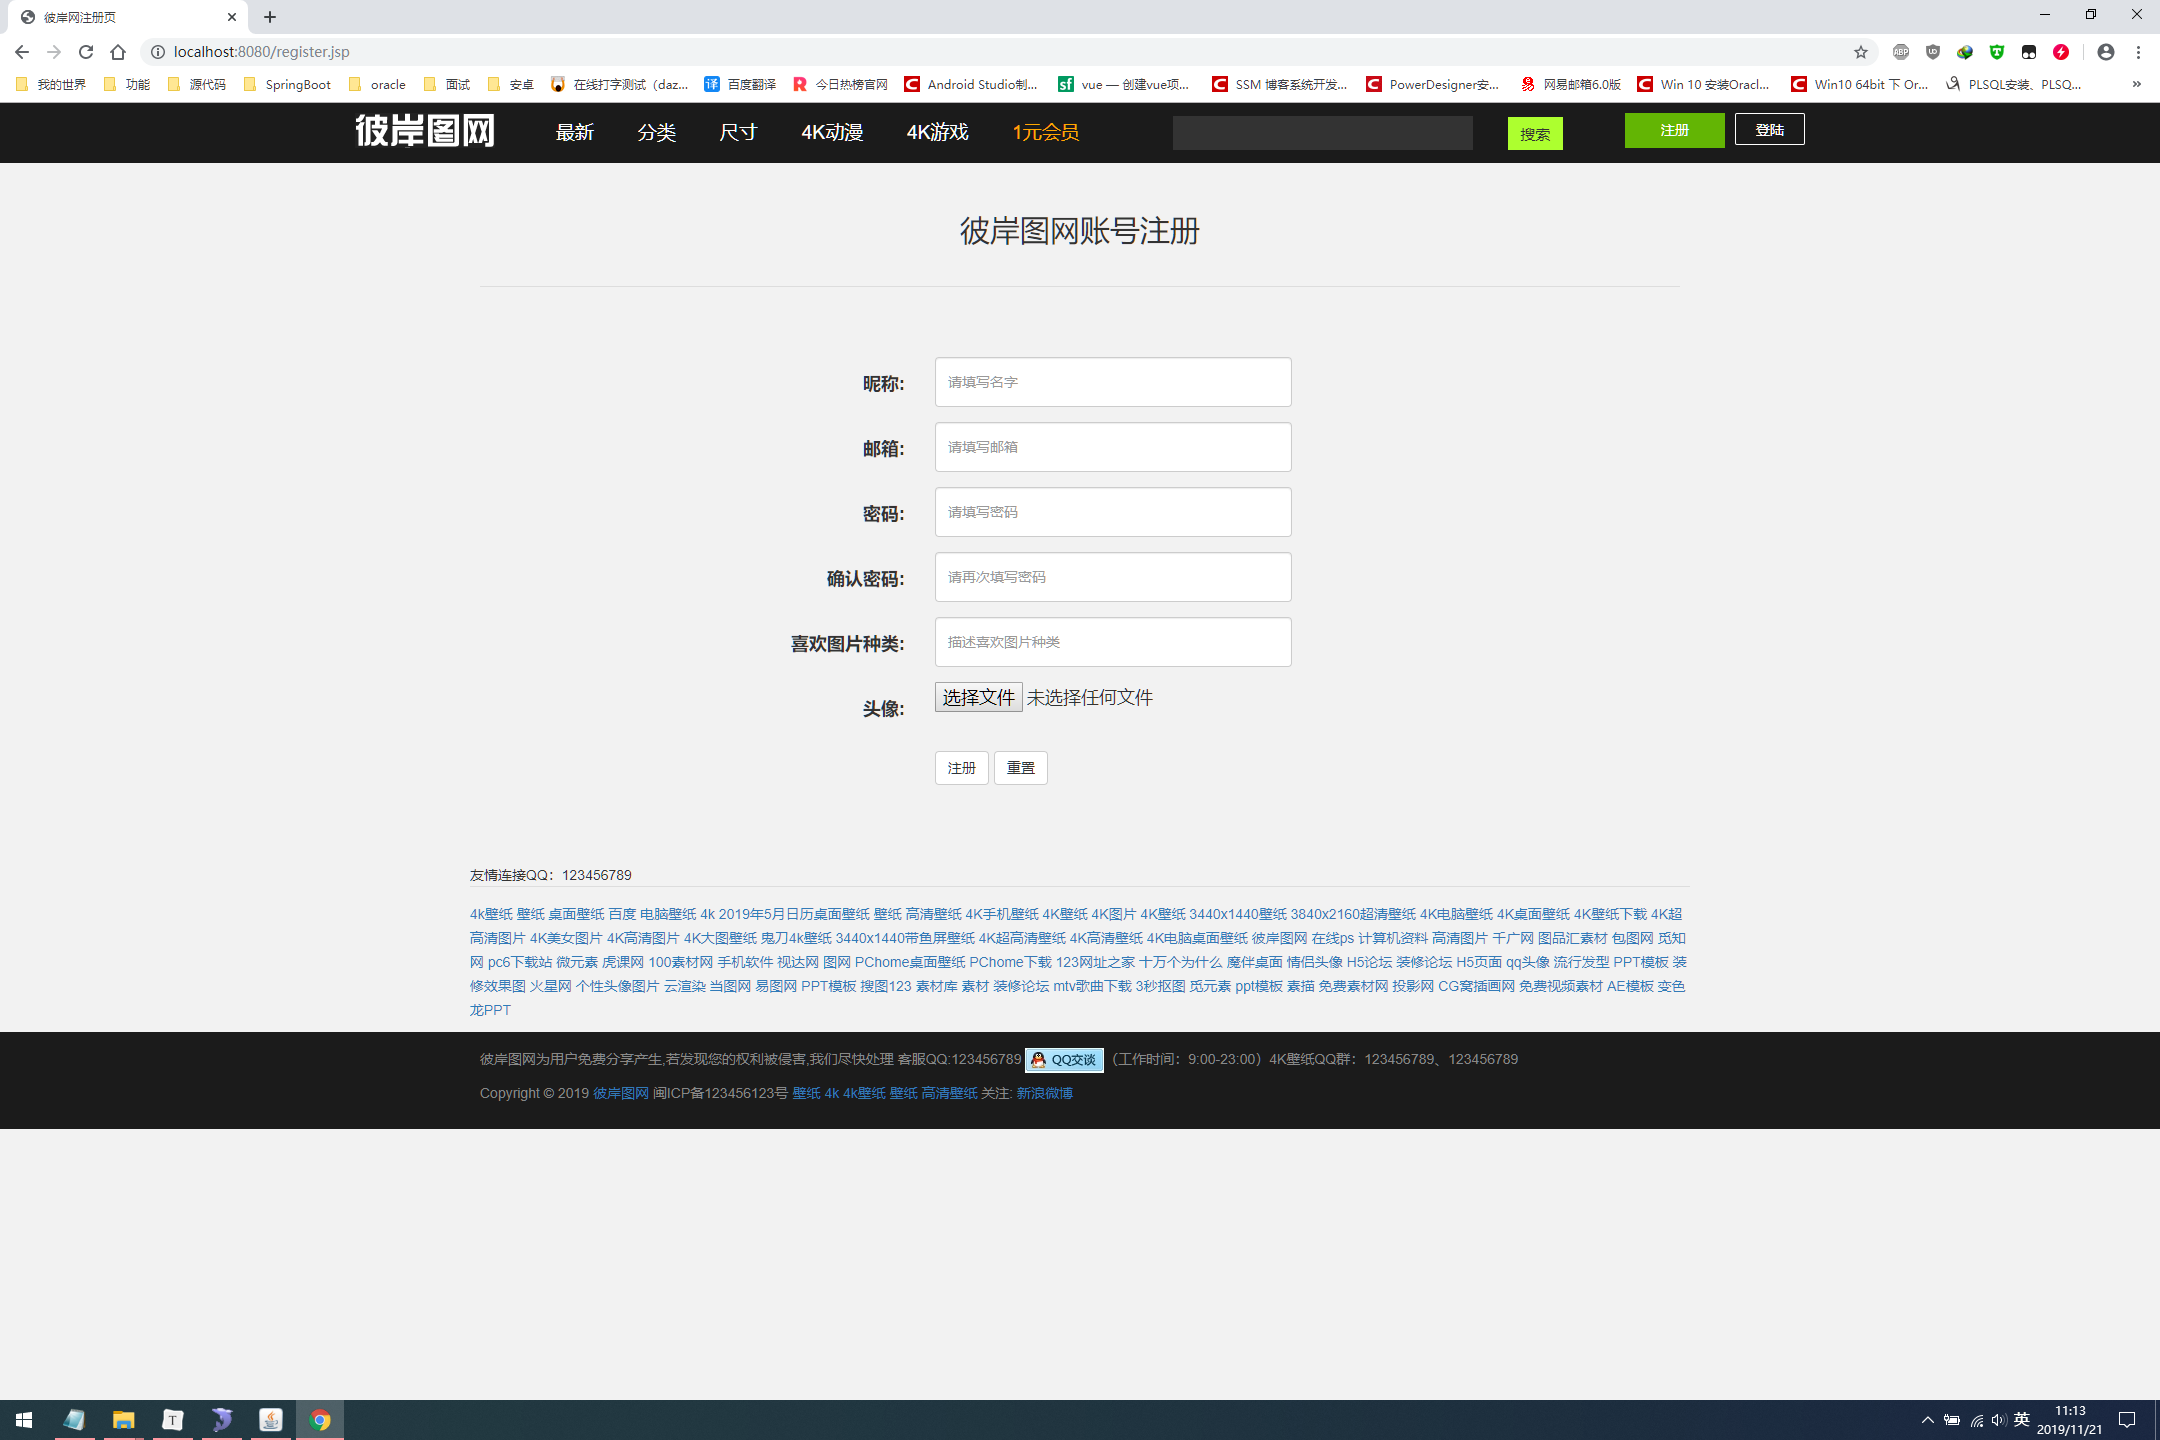 彼岸网注册页
localhost:8080/register.jsp
我的世界 功能 源代码 SpringBoot oracle 面试 安卓 在线打字测试（daz... 百度翻译 今日热榜官网 Android Studio制... vue — 创建vue项... SSM 博客系统开发... PowerDesigner安... 网易邮箱6.0版 Win 10 安装Oracl... Win10 64bit 下 Or... PLSQL安装、PLSQ... »
彼岸图网 最新 分类 尺寸 4K动漫 4K游戏 1元会员 搜索 注册 登陆
彼岸图网账号注册
昵称: 请填写名字
邮箱: 请填写邮箱
密码: 请填写密码
确认密码: 请再次填写密码
喜欢图片种类: 描述喜欢图片种类
头像: 选择文件 未选择任何文件
注册 重置
友情连接QQ：123456789
4k壁纸 壁纸 桌面壁纸 百度 电脑壁纸 4k 2019年5月日历桌面壁纸 壁纸 高清壁纸 4K手机壁纸 4K壁纸 4K图片 4K壁纸 3440x1440壁纸 3840x2160超清壁纸 4K电脑壁纸 4K桌面壁纸 4K壁纸下载 4K超
高清图片 4K美女图片 4K高清图片 4K大图壁纸 鬼刀4k壁纸 3440x1440带鱼屏壁纸 4K超高清壁纸 4K高清壁纸 4K电脑桌面壁纸 彼岸图网 在线ps 计算机资料 高清图片 千广网 图品汇素材 包图网 觅知
网 pc6下载站 微元素 虎课网 100素材网 手机软件 视达网 图网 PChome桌面壁纸 PChome下载 123网址之家 十万个为什么 魔伴桌面 情侣头像 H5论坛 装修论坛 H5页面 qq头像 流行发型 PPT模板 装
修效果图 火星网 个性头像图片 云渲染 当图网 易图网 PPT模板 搜图123 素材库 素材 装修论坛 mtv歌曲下载 3秒抠图 觅元素 ppt模板 素描 免费素材网 投影网 CG窝插画网 免费视频素材 AE模板 变色
龙PPT
彼岸图网为用户免费分享产生,若发现您的权利被侵害,我们尽快处理 客服QQ:123456789 QQ交谈 （工作时间：9:00-23:00）4K壁纸QQ群：123456789、123456789
Copyright © 2019 彼岸图网 闽ICP备123456123号 壁纸 4k 4k壁纸 壁纸 高清壁纸 关注: 新浪微博
英 11:13
2019/11/21